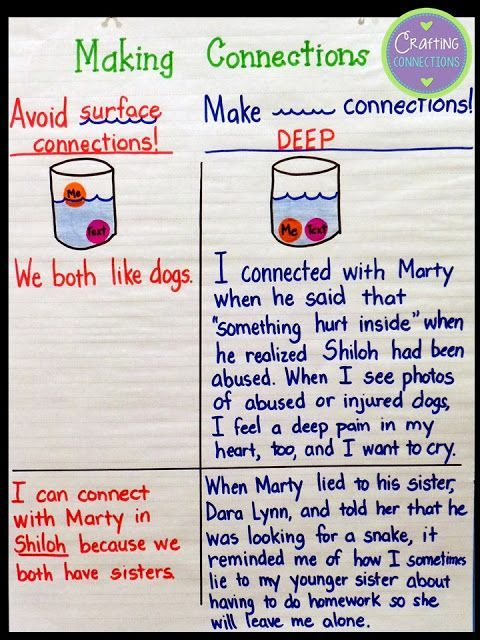 Making Connections
Crafting
CONNECTIONS
Avoid surface
connections!
Make connections!
DEEP
Me
Text
Me Text
We both like dogs.
I connected with Marty
when he said that
"something hurt inside" when
he realized Shiloh had been
abused. When I see photos
of abused or injured dogs,
I feel a deep pain in my
heart, too, and I want to cry.
I can connect
with Marty in
Shiloh because we
both have sisters.
When Marty lied to his sister,
Dara Lynn, and told her that he
was looking for a snake, it
reminded me of how I sometimes
lie to my younger sister about
having to do homework so she
will leave me alone.